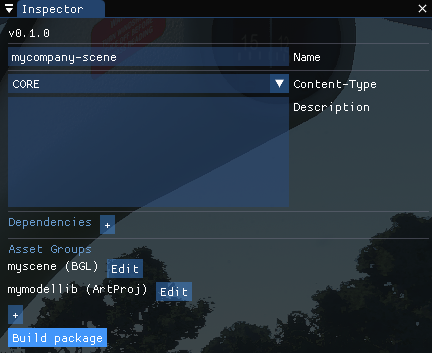 Inspector
v0.1.0
mycompany-scene Name
CORE Content-Type
Description
Dependencies +
Asset Groups
myscene (BGL) Edit
mymodellib (ArtProj) Edit
+
Build package